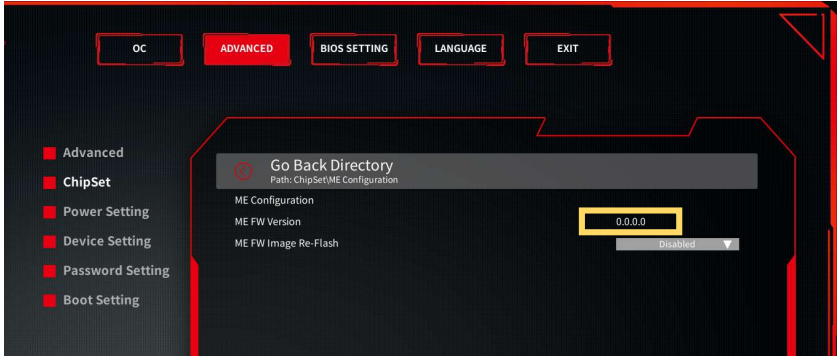 OC
ADVANCED
BIOS SETTING
LANGUAGE
EXIT
Advanced
ChipSet
Power Setting
Device Setting
Password Setting
Boot Setting
Go Back Directory
Path: ChipSet\ME Configuration
ME Configuration
ME FW Version 0.0.0.0
ME FW Image Re-Flash Disabled